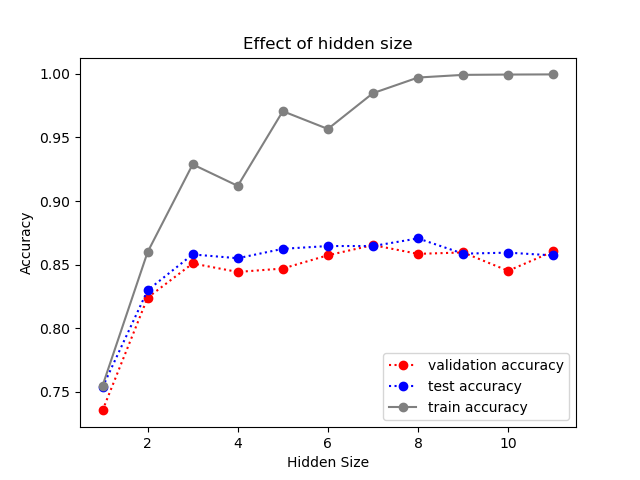 Effect of hidden size
Accuracy
1.00
0.95
0.90
0.85
0.80
0.75
validation accuracy
test accuracy
train accuracy
2 4 6 8 10
Hidden Size